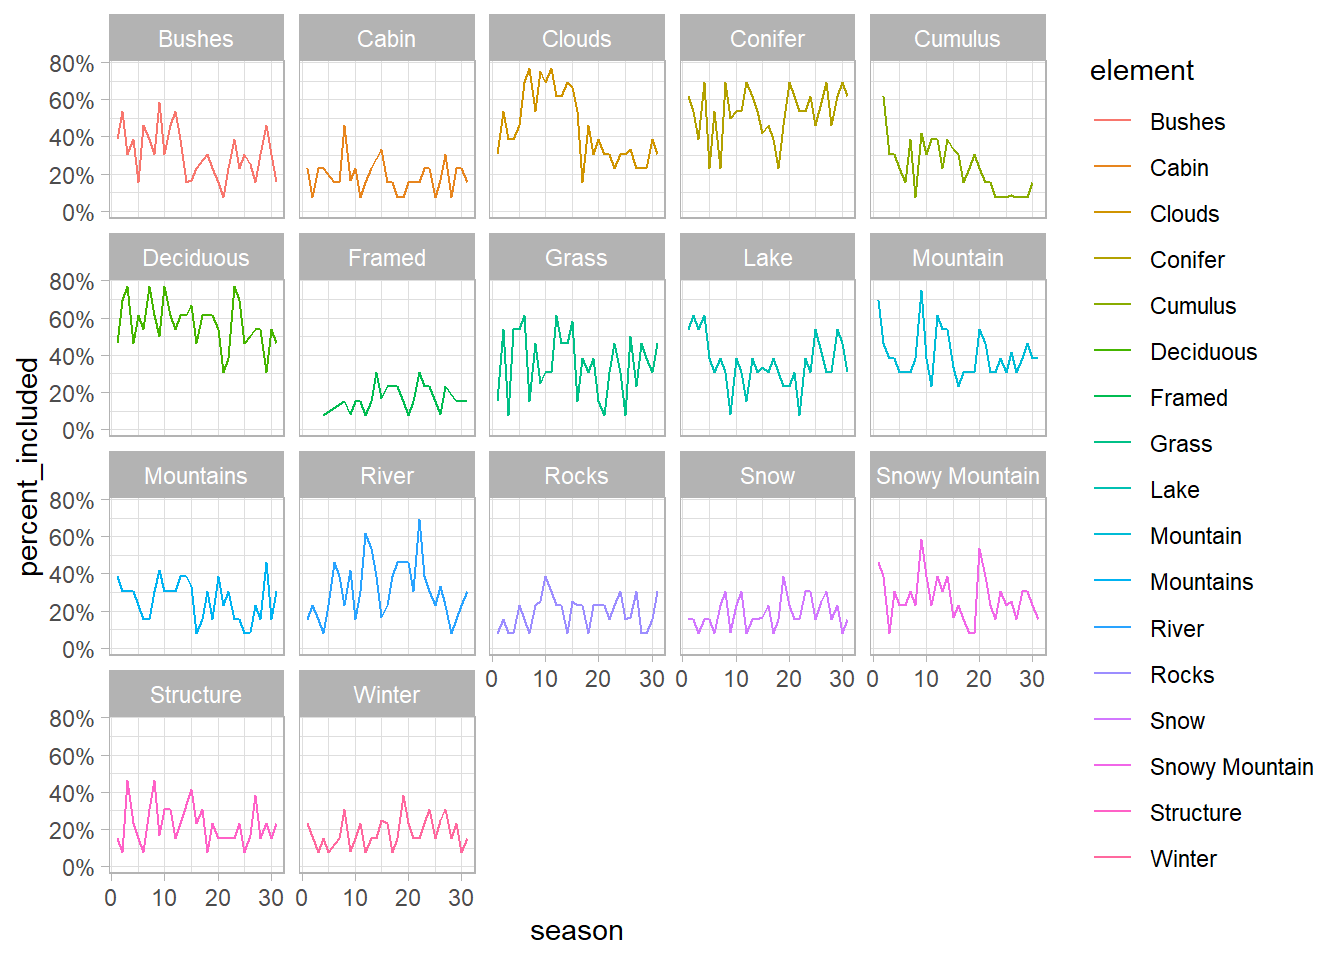 Bushes Cabin Clouds Conifer Cumulus
80%
60%
40%
20%
0%
Deciduous Framed Grass Lake Mountain
80%
60%
40%
20%
0%
Mountains River Rocks Snow Snowy Mountain
80%
60%
40%
20%
0%
0 10 20 30 0 10 20 30 0 10 20 30
Structure Winter
80%
60%
40%
20%
0%
0 10 20 30 0 10 20 30
season
percent_included
element
Bushes
Cabin
Clouds
Conifer
Cumulus
Deciduous
Framed
Grass
Lake
Mountain
Mountains
River
Rocks
Snow
Snowy Mountain
Structure
Winter